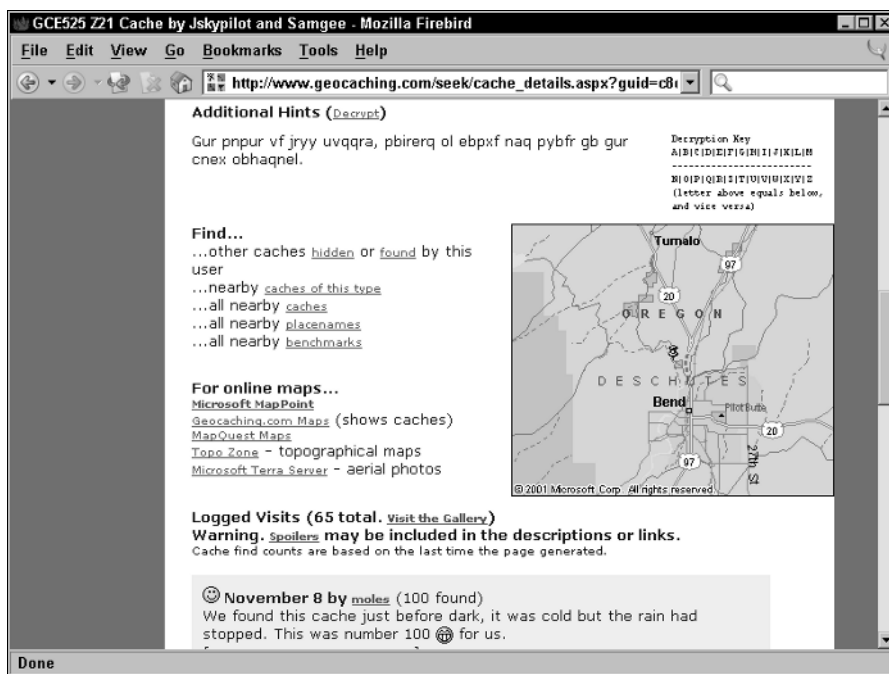 GCE525 Z21 Cache by Jskypilot and Samgee - Mozilla Firebird
File Edit View Go Bookmarks Tools Help
http://www.geocaching.com/seek/cache_details.aspx?guid=c8
Additional Hints (Decrypt)
Gur pnpur vf jryy uvqqra, pbirerq ol ebpxf naq pybfr gb gur
cnex obhaqnel.
Decryption Key
A|B|C|D|E|F|G|H|I|J|K|L|M
-------------------------
N|O|P|Q|R|S|T|U|V|W|X|Y|Z
(letter above equals below,
and vice versa)
Find...
...other caches hidden or found by this
user
...nearby caches of this type
...all nearby caches
...all nearby placenames
...all nearby benchmarks
For online maps...
Microsoft MapPoint
Geocaching.com Maps (shows caches)
MapQuest Maps
Topo Zone - topographical maps
Microsoft Terra Server - aerial photos
Tumalo
97
20
OREGON
DESCHUTES
Bend
Pilot Butte
20
97
27th St
© 2001 Microsoft Corp. All rights reserved.
Logged Visits (65 total. Visit the Gallery)
Warning. Spoilers may be included in the descriptions or links.
Cache find counts are based on the last time the page generated.
November 8 by moles (100 found)
We found this cache just before dark, it was cold but the rain had
stopped. This was number 100 for us.
Done